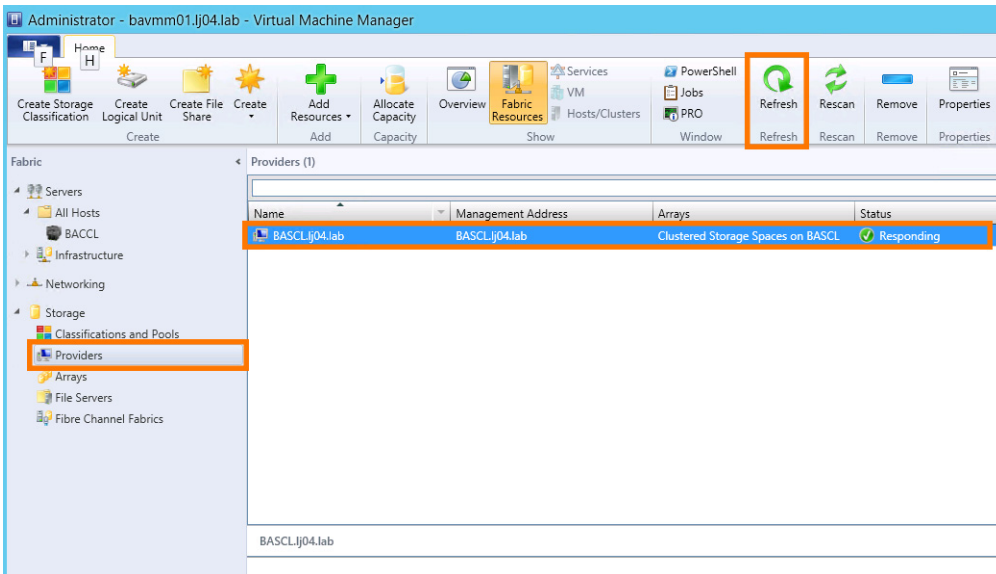 Administrator - bavmm01.lj04.lab - Virtual Machine Manager
F
Home
H
Create Storage Classification
Create Logical Unit
Create File Share
Create
Add Resources
Allocate Capacity
Overview
Fabric Resources
Services
VM
Hosts/Clusters
PowerShell
Jobs
PRO
Refresh
Rescan
Remove
Properties
Create
Add
Capacity
Show
Window
Refresh
Rescan
Remove
Properties
Fabric
Providers (1)
Servers
All Hosts
BACCL
Infrastructure
Networking
Storage
Classifications and Pools
Providers
Arrays
File Servers
Fibre Channel Fabrics
Name
Management Address
Arrays
Status
BASCL.lj04.lab
BASCL.lj04.lab
Clustered Storage Spaces on BASCL
Responding
BASCL.lj04.lab